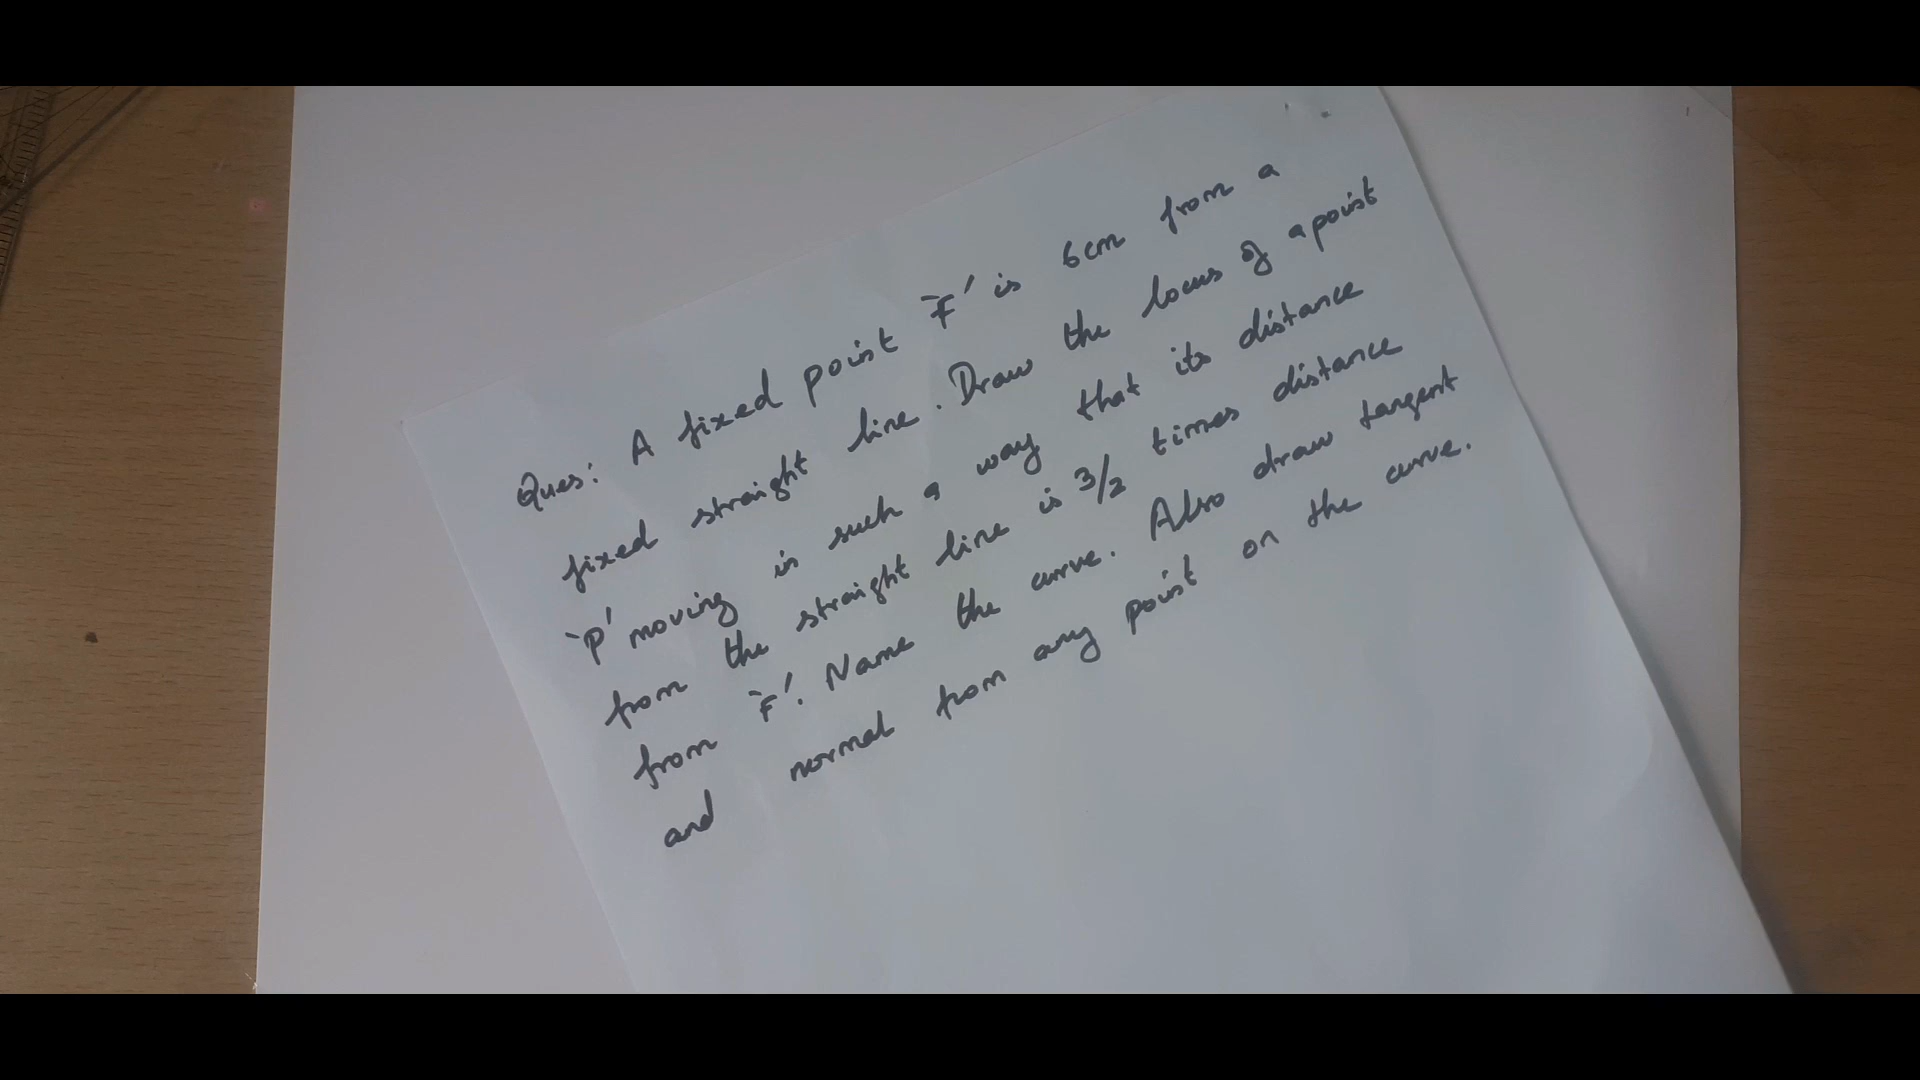 Ques: A fixed point `F' is 6cm from a
fixed straight line. Draw the locus of a point
`P' moving is such a way that its distance
from the straight line is 3/2 times distance
from `F'. Name the curve. Also draw tangent
and normal from any point on the curve.